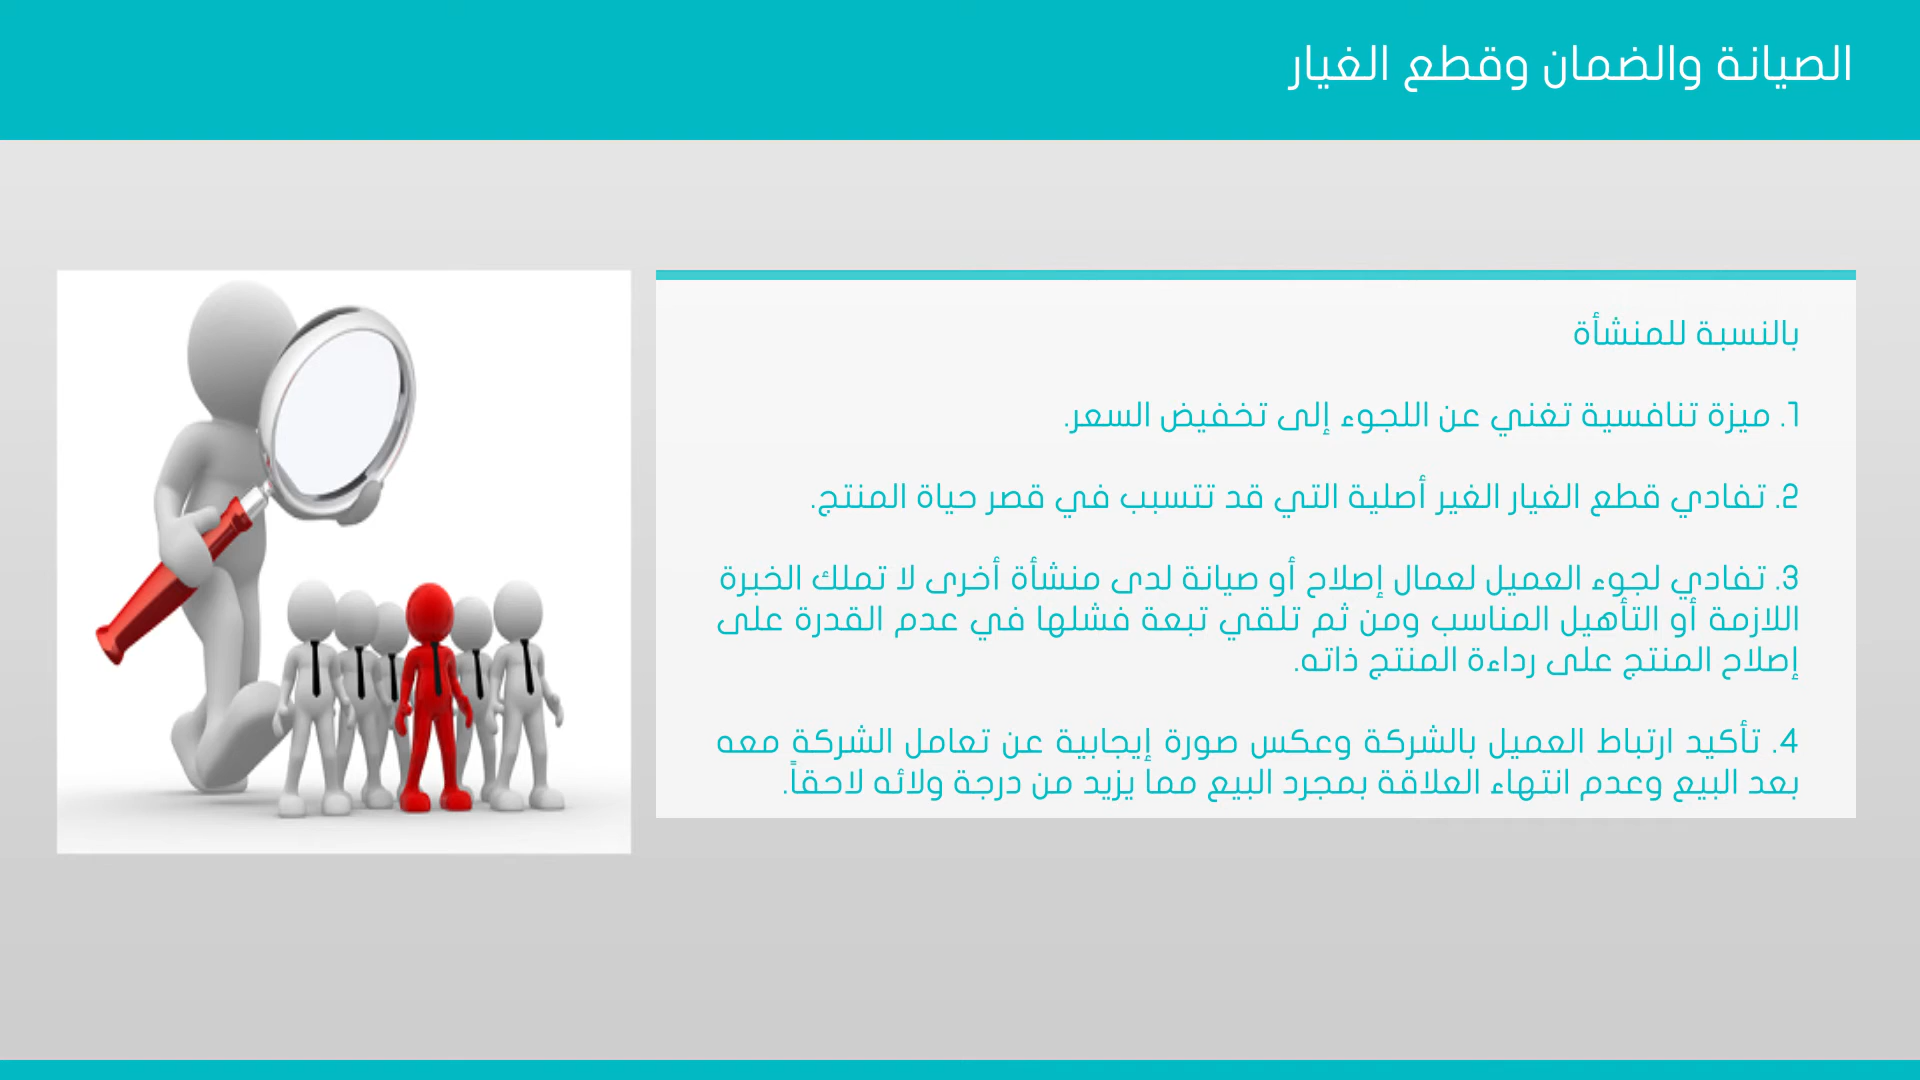 الصيانة والضمان وقطع الغيار
بالنسبة للمنشأة
1. ميزة تنافسية تغني عن اللجوء إلى تخفيض السعر.
2. تفادي قطع الغيار الغير أصلية التي قد تتسبب في قصر حياة المنتج.
3. تفادي لجوء العميل لعمال إصلاح أو صيانة لدى منشأة أخرى لا تملك الخبرة
اللازمة أو التأهيل المناسب ومن ثم تلقي تبعة فشلها في عدم القدرة على
إصلاح المنتج على رداءة المنتج ذاته.
4. تأكيد ارتباط العميل بالشركة وعكس صورة إيجابية عن تعامل الشركة معه
بعد البيع وعدم انتهاء العلاقة بمجرد البيع مما يزيد من درجة ولائه لاحقاً.